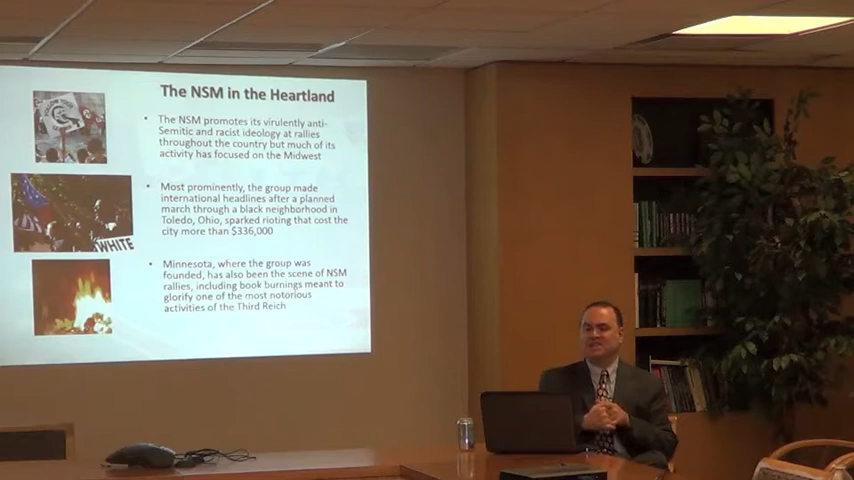 The NSM in the Heartland
The NSM promotes its virulently anti-
Semitic and racist ideology at rallies
throughout the country but much of its
activity has focused on the Midwest
Most prominently, the group made
international headlines after a planned
march through a black neighborhood in
Toledo, Ohio, sparked rioting that cost the
city more than $336,000
WHITE
Minnesota, where the group was
founded, has also been the scene of NSM
rallies, including book burnings meant to
glorify one of the most notorious
activities of the Third Reich